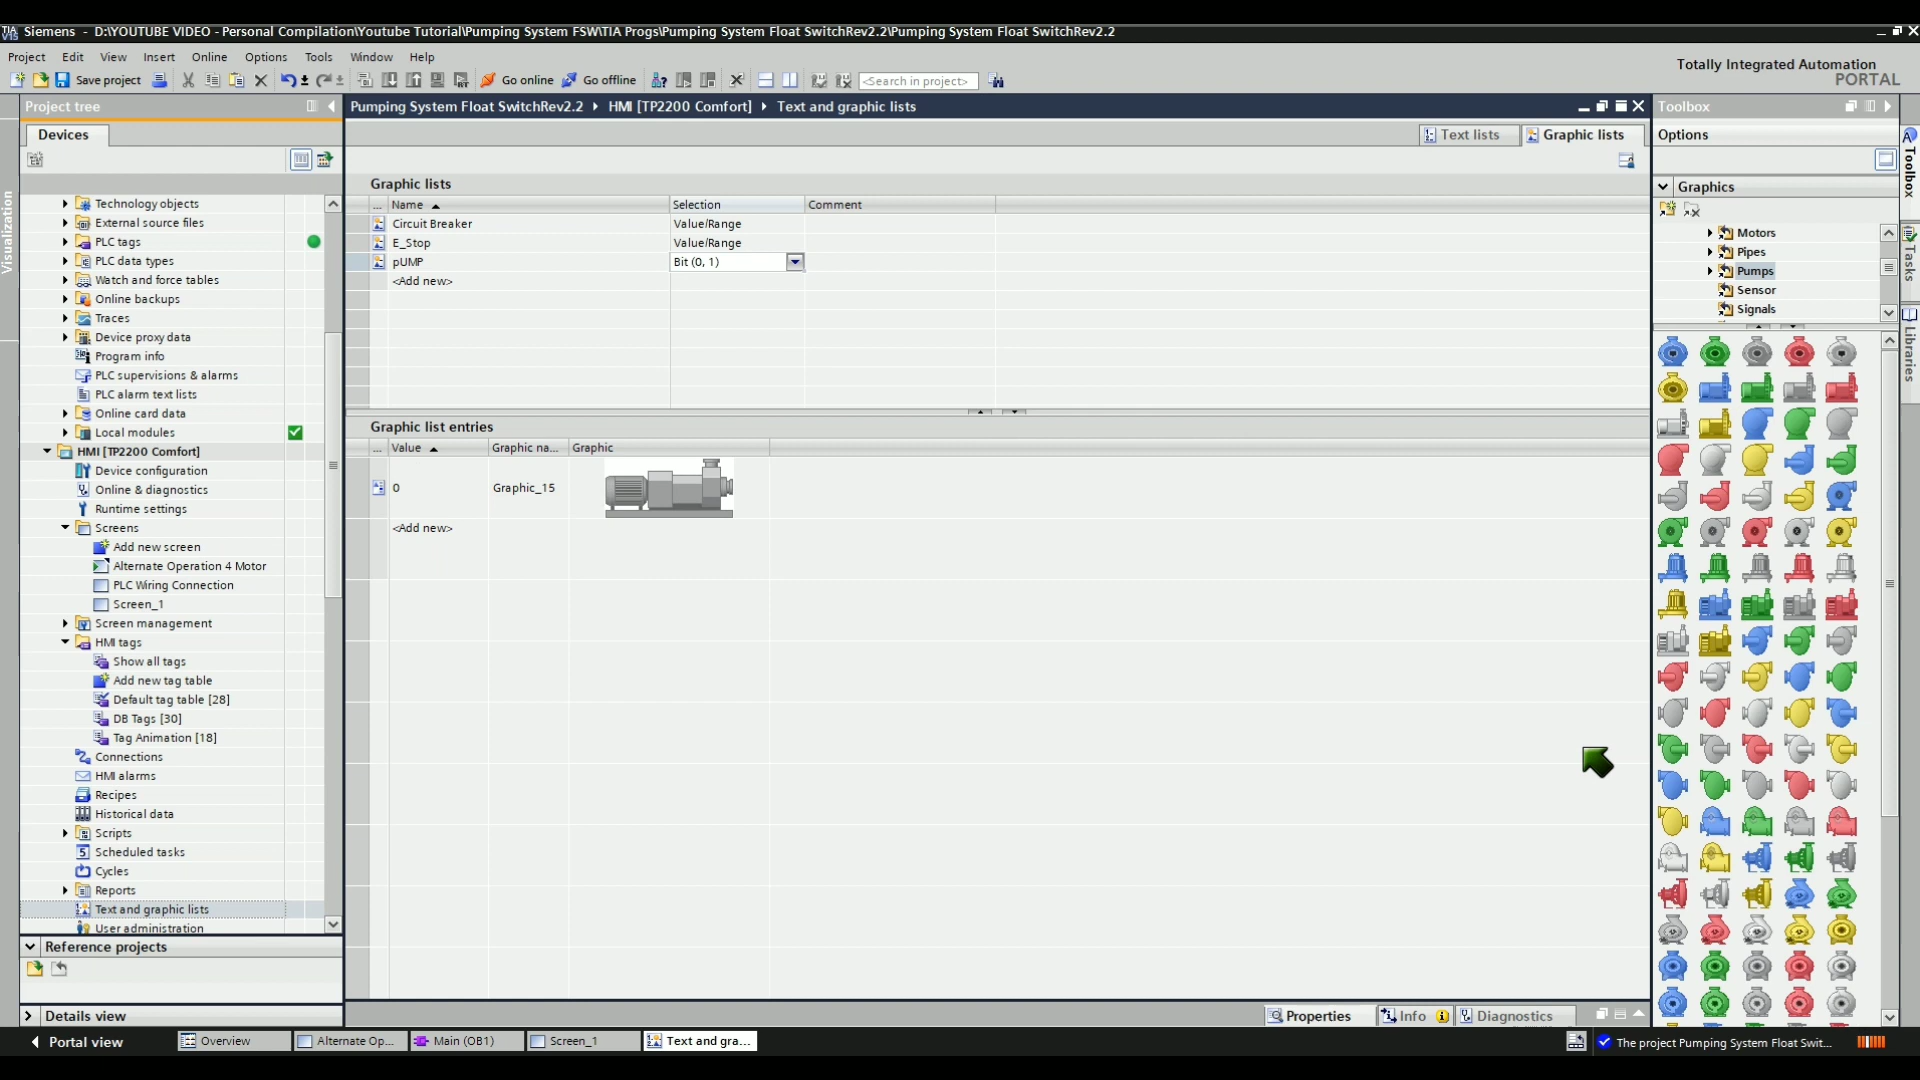 Siemens - D:\YOUTUBE VIDEO - Personal Compilation\Youtube Tutorial\Pumping System FSW\TIA Progs\Pumping System Float SwitchRev2.2\Pumping System Float SwitchRev2.2
Project Edit View Insert Online Options Tools Window Help
Totally Integrated Automation
PORTAL
Save project Go online Go offline <Search in project>
Project tree
Pumping System Float SwitchRev2.2 HMI [TP2200 Comfort] Text and graphic lists
Toolbox
Devices
Text lists Graphic lists
Options
Visualization
Toolbox
Tasks
Libraries
Technology objects
External source files
PLC tags
PLC data types
Watch and force tables
Online backups
Traces
Device proxy data
Program info
PLC supervisions & alarms
PLC alarm text lists
Online card data
Local modules
HMI [TP2200 Comfort]
Device configuration
Online & diagnostics
Runtime settings
Screens
Add new screen
Alternate Operation 4 Motor
PLC Wiring Connection
Screen_1
Screen management
HMI tags
Show all tags
Add new tag table
Default tag table [28]
DB Tags [30]
Tag Animation [18]
Connections
HMI alarms
Recipes
Historical data
Scripts
Scheduled tasks
Cycles
Reports
Text and graphic lists
User administration
Reference projects
Details view
Graphic lists
... Name Selection Comment
Circuit Breaker Value/Range
E_Stop Value/Range
pUMP Bit (0, 1)
<Add new>
Graphic list entries
... Value Graphic na... Graphic
0 Graphic_15
<Add new>
Graphics
Motors
Pipes
Pumps
Sensor
Signals
Properties Info Diagnostics
Portal view Overview Alternate Op... Main (OB1) Screen_1 Text and gra... The project Pumping System Float Swit...